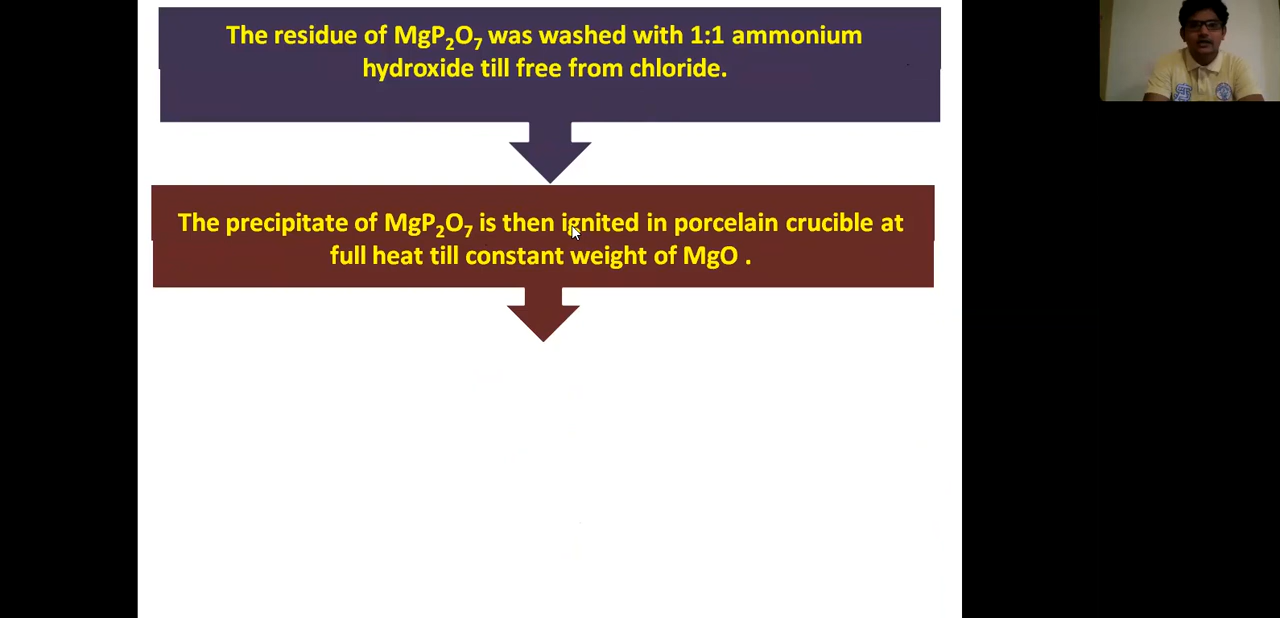 The residue of MgP₂O₇ was washed with 1:1 ammonium
hydroxide till free from chloride.
The precipitate of MgP₂O₇ is then ignited in porcelain crucible at
full heat till constant weight of MgO .